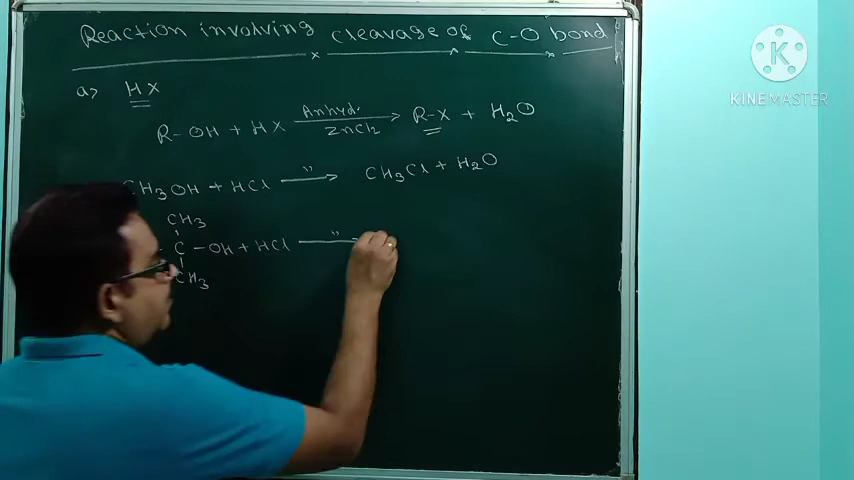 Reaction involving cleavage of C-O bond
a> HX
R-OH + HX Anhyd. ZnCl2 → R-X + H2O
CH3OH + HCl " → CH3Cl + H2O
CH3
C - OH + HCl " →
CH3
K
KINEMASTER